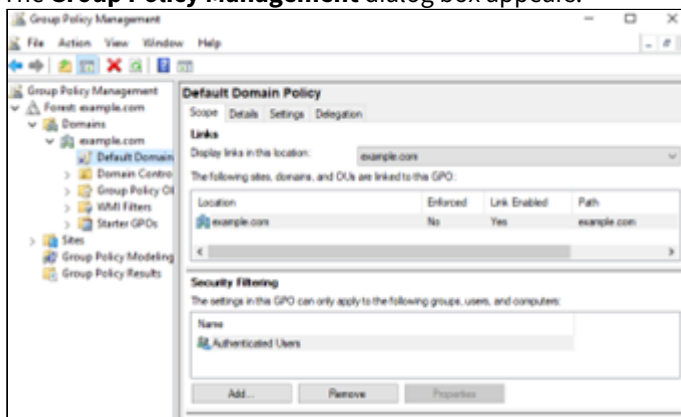 The Group Policy Management dialog box appears.
Group Policy Management
File Action View Window Help
Group Policy Management
Forest: example.com
Domains
example.com
Default Domain
Domain Contro
Group Policy Ob
WMI Filters
Starter GPOs
Sites
Group Policy Modeling
Group Policy Results
Default Domain Policy
Scope Details Settings Delegation
Links
Display links in this location: example.com
The following sites, domains, and OUs are linked to this GPO:
Location Enforced Link Enabled Path
example.com No Yes example.com
Security Filtering
The settings in this GPO can only apply to the following groups, users, and computers:
Name
Authenticated Users
Add... Remove Properties